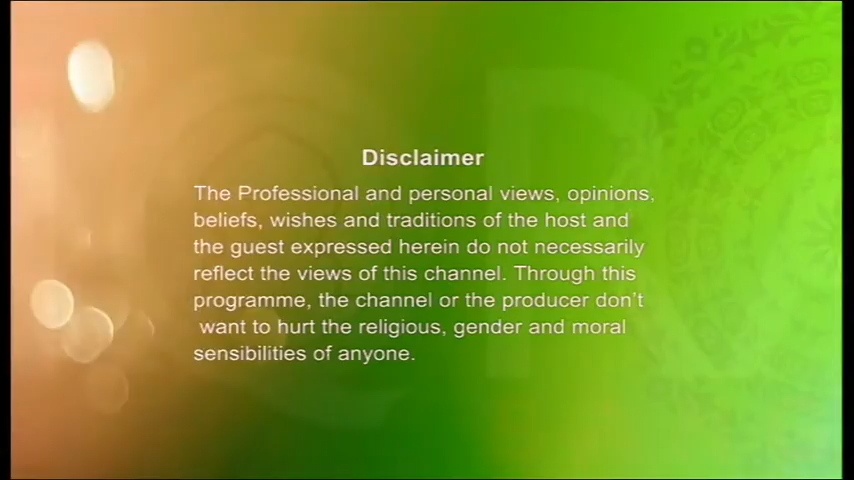 Disclaimer
The Professional and personal views, opinions,
beliefs, wishes and traditions of the host and
the guest expressed herein do not necessarily
reflect the views of this channel. Through this
programme, the channel or the producer don't
want to hurt the religious, gender and moral
sensibilities of anyone.